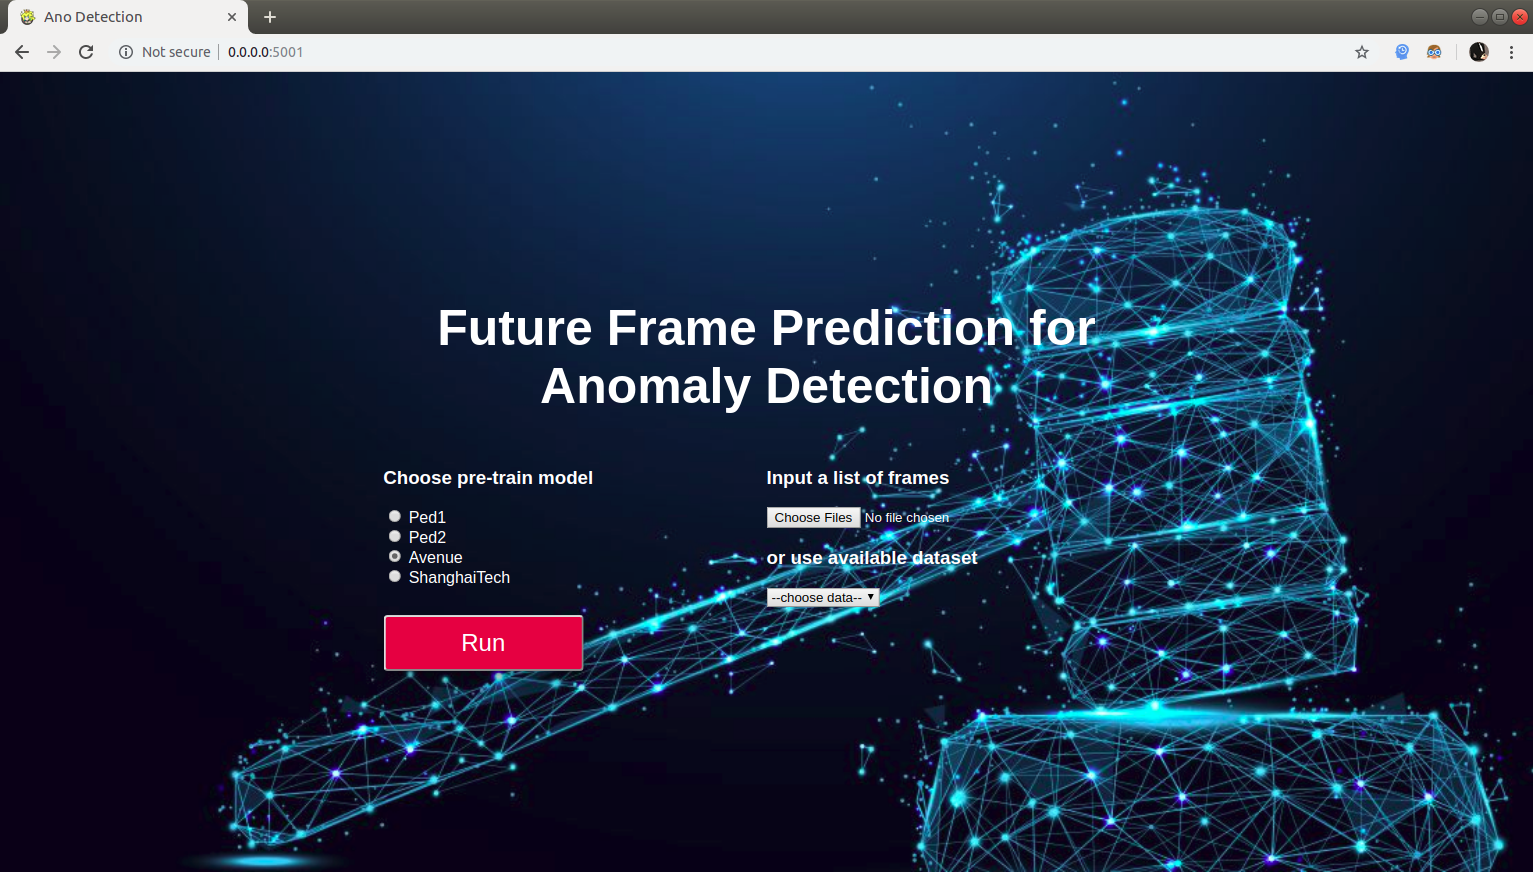 Ano Detection
Not secure
0.0.0.0:5001
Future Frame Prediction for
Anomaly Detection
Choose pre-train model
Ped1
Ped2
Avenue
ShanghaiTech
Run
Input a list of frames
Choose Files No file chosen
or use available dataset
--choose data--